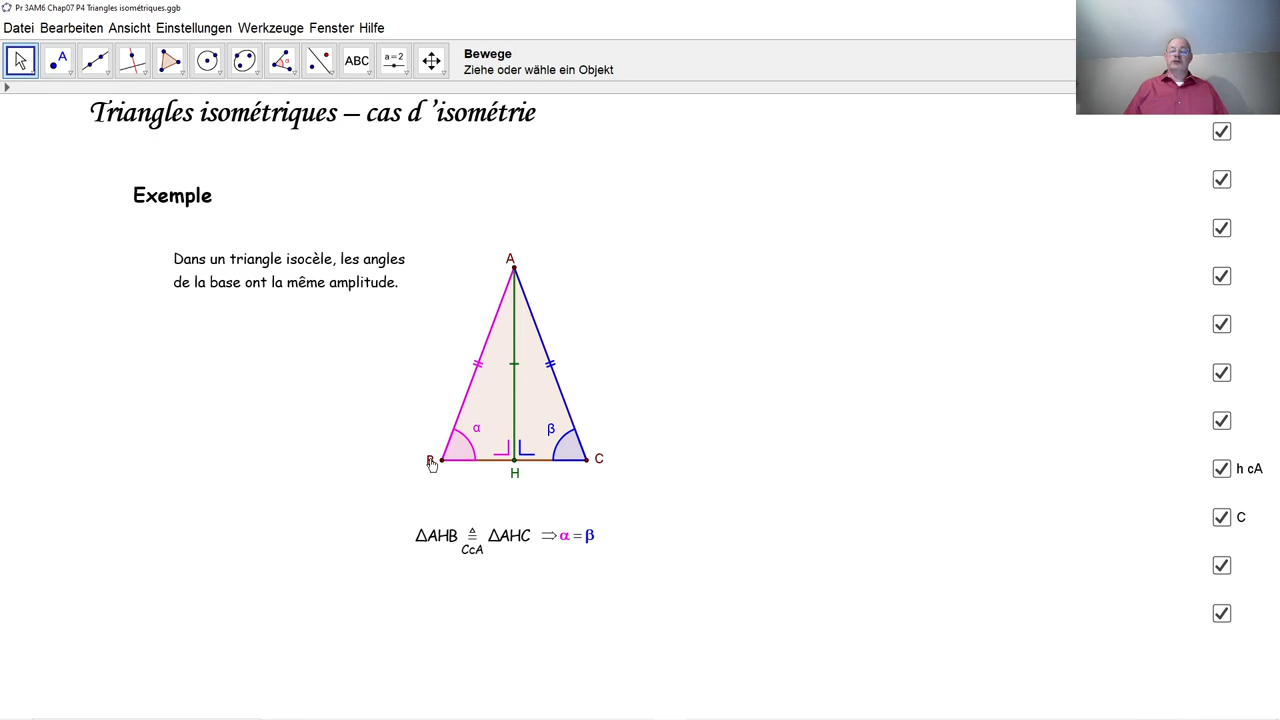 Pr 3AM6 Chap07 P4 Triangles isométriques.ggb
Datei Bearbeiten Ansicht Einstellungen Werkzeuge Fenster Hilfe
A
α
ABC
a=2
Bewege
Ziehe oder wähle ein Objekt
Triangles isométriques – cas d 'isométrie
Exemple
Dans un triangle isocèle, les angles
de la base ont la même amplitude.
A
α
β
C
H
h cA
C
ΔAHB ≙ ΔAHC ⇒ α = β
CcA